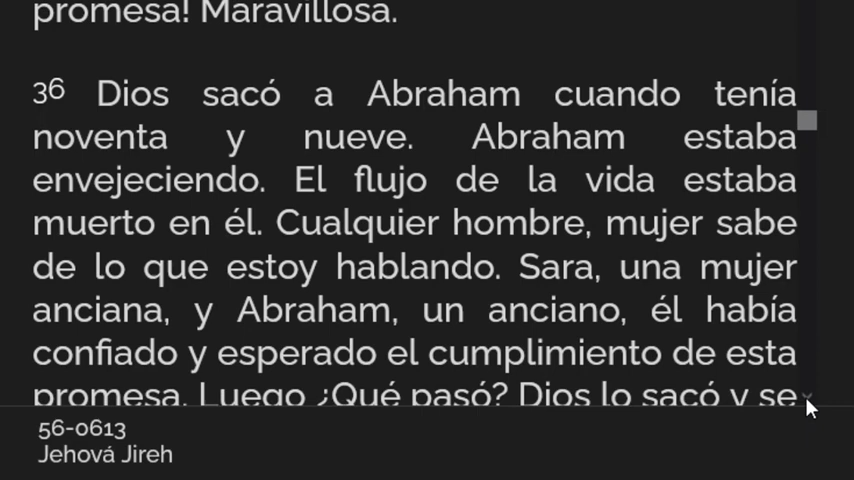 promesa! Maravillosa.
36 Dios sacó a Abraham cuando tenía
noventa y nueve. Abraham estaba
envejeciendo. El flujo de la vida estaba
muerto en él. Cualquier hombre, mujer sabe
de lo que estoy hablando. Sara, una mujer
anciana, y Abraham, un anciano, él había
confiado y esperado el cumplimiento de esta
promesa. Luego ¿Qué pasó? Dios lo sacó y se
56-0613
Jehová Jireh